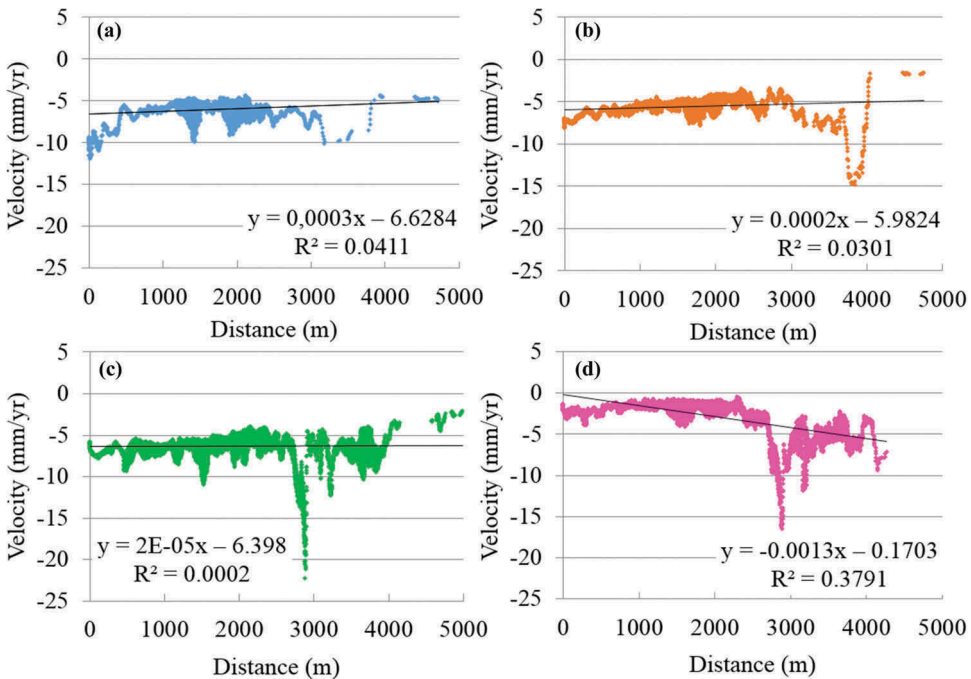 (a)
Velocity (mm/yr)
5
0
-5
-10
-15
-20
-25
y = 0,0003x – 6.6284
R² = 0.0411
0 1000 2000 3000 4000 5000
Distance (m)
(b)
Velocity (mm/yr)
5
0
-5
-10
-15
-20
-25
y = 0.0002x – 5.9824
R² = 0.0301
0 1000 2000 3000 4000 5000
Distance (m)
(c)
Velocity (mm/yr)
5
0
-5
-10
-15
-20
-25
y = 2E-05x – 6.398
R² = 0.0002
0 1000 2000 3000 4000 5000
Distance (m)
(d)
Velocity (mm/yr)
5
0
-5
-10
-15
-20
-25
y = -0.0013x – 0.1703
R² = 0.3791
0 1000 2000 3000 4000 5000
Distance (m)